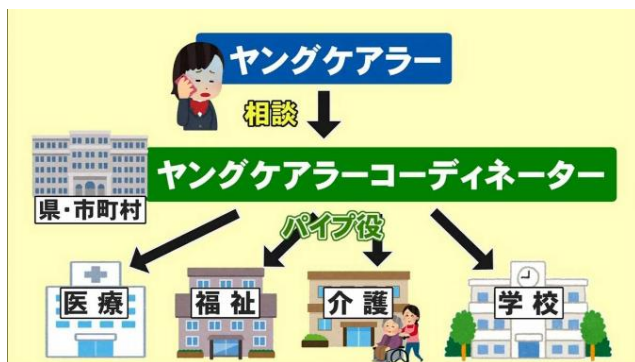 ヤングケアラー
相談
ヤングケアラーコーディネーター
県・市町村
パイプ役
医療
福祉
介護
学校